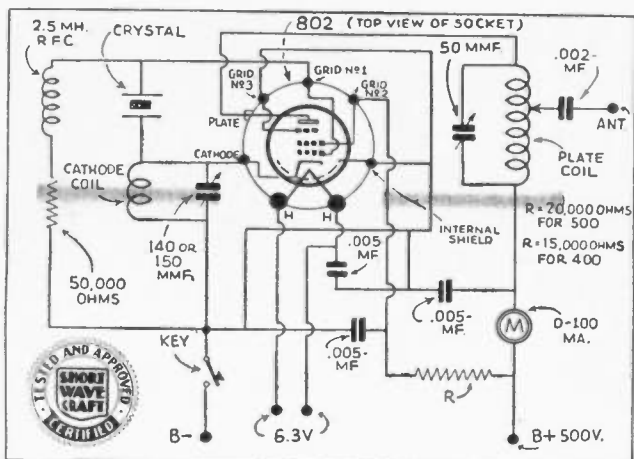 802 (TOP VIEW OF SOCKET)
2.5 MH.
RFC
CRYSTAL
GRID
Nº3
GRID Nº1
GRID
Nº2
50 MMF.
.002-
MF.
ANT.
PLATE
CATHODE
CATHODE
COIL
PLATE
COIL
H
H
INTERNAL
SHIELD
R=20,000 OHMS
FOR 500
R=15,000 OHMS
FOR 400
140 OR
150
MMF.
.005
MF
50,000
OHMS
.005-
MF.
M
0-100
MA.
KEY
.005-
MF
R
B-
6.3V
B+ 500V.
TESTED AND APPROVED
SHORT
WAVE
CRAFT
CERTIFIED